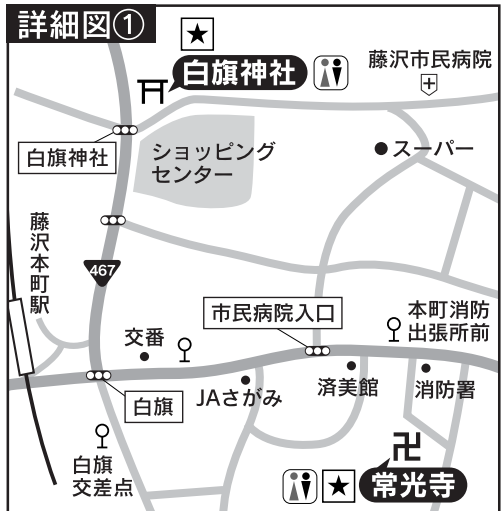 詳細図①
★
白旗神社
藤沢市民病院
白旗神社
ショッピング
センター
スーパー
藤沢本町駅
467
市民病院入口
本町消防
出張所前
交番
白旗
JAさがみ
済美館
消防署
白旗
交差点
卍
★
常光寺